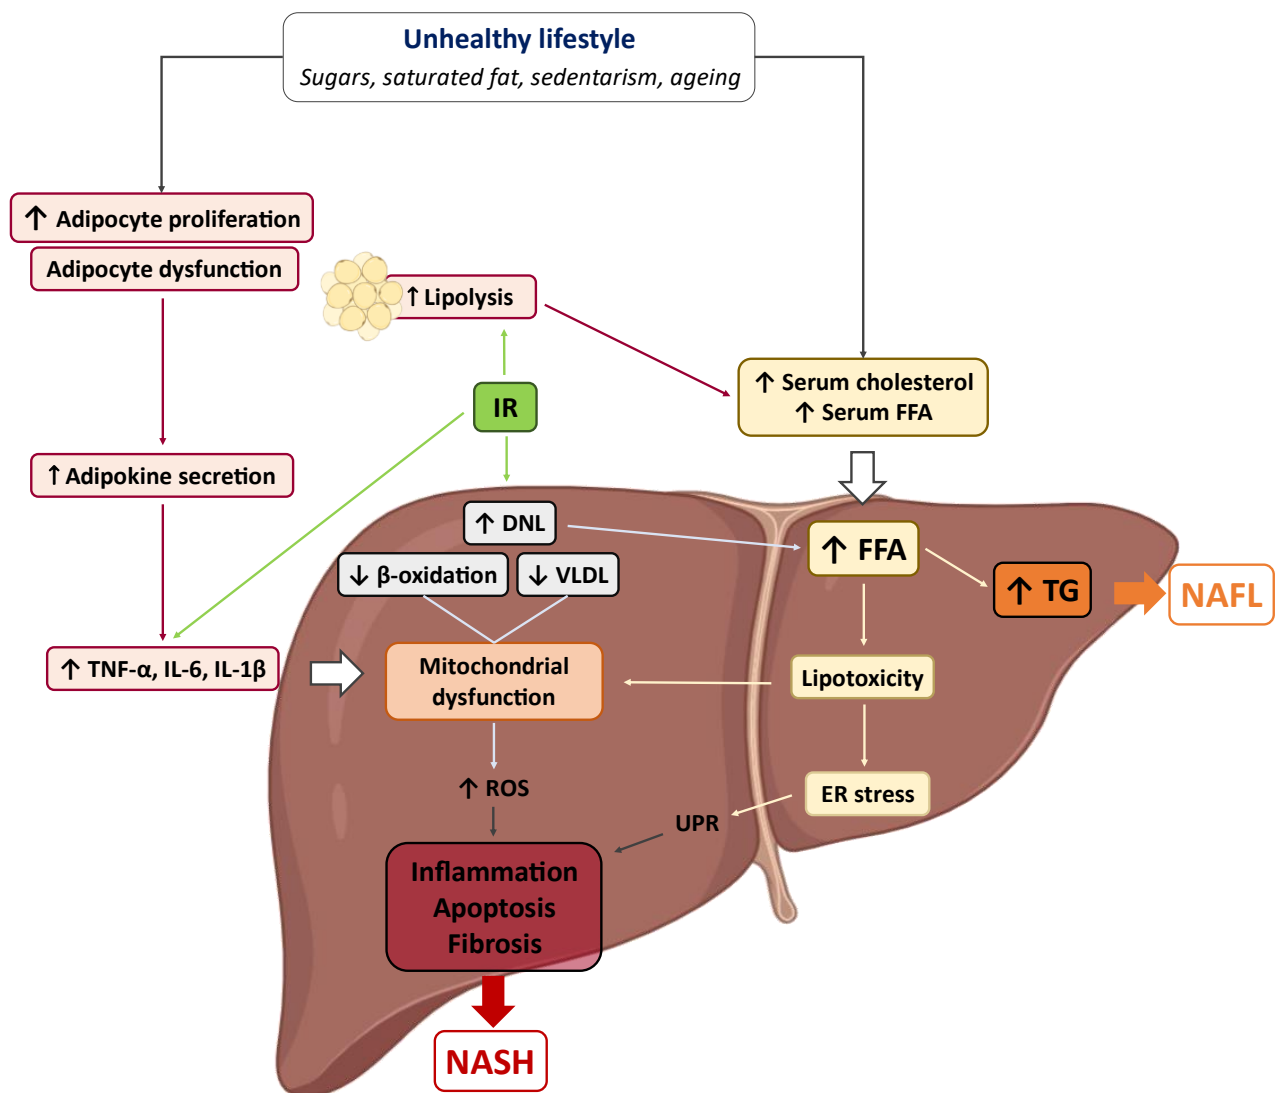 Unhealthy lifestyle
Sugars, saturated fat, sedentarism, ageing
↑ Adipocyte proliferation
Adipocyte dysfunction
↑ Lipolysis
↑ Serum cholesterol
↑ Serum FFA
IR
↑ Adipokine secretion
↑ DNL
↑ FFA
↓ β-oxidation
↓ VLDL
↑ TG
NAFL
↑ TNF-α, IL-6, IL-1β
Mitochondrial
dysfunction
Lipotoxicity
↑ ROS
ER stress
UPR
Inflammation
Apoptosis
Fibrosis
NASH